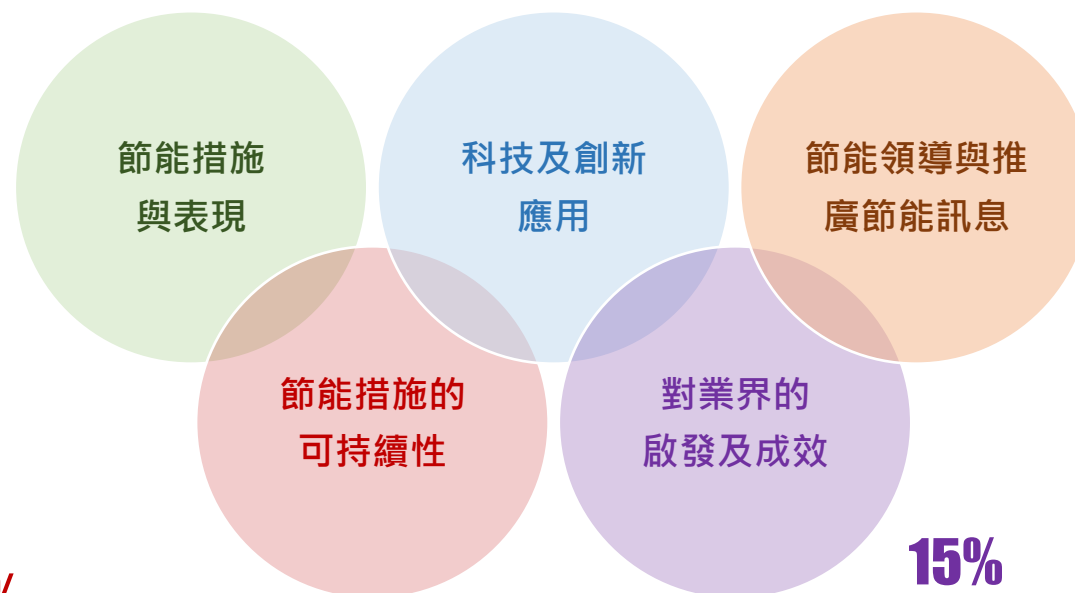 節能措施
與表現
科技及創新
應用
節能領導與推
廣節能訊息
節能措施的
可持續性
對業界的
啟發及成效
15%